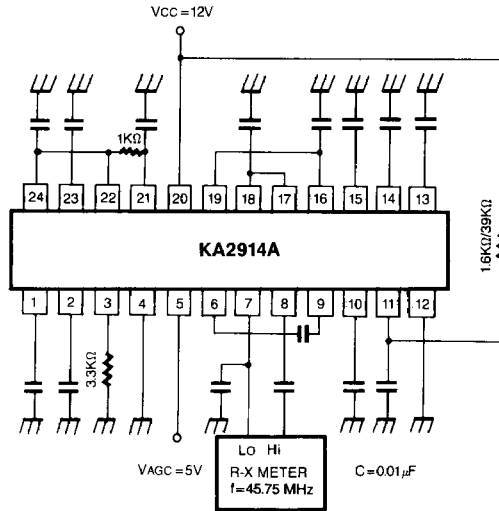 VCC = 12V
1KΩ
24 23 22 21 20 19 18 17 16 15 14 13
KA2914A
1.6KΩ/39KΩ
1 2 3 4 5 6 7 8 9 10 11 12
3.3KΩ
VAGC = 5V
LO Hi
R-X METER
f=45.75 MHz
C=0.01μF